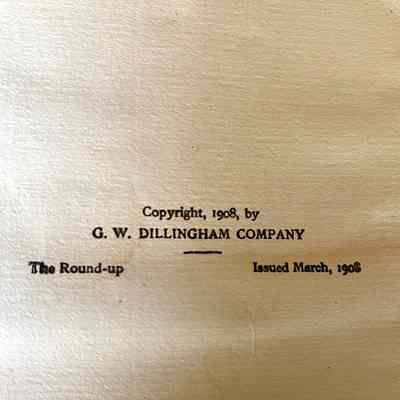 Copyright, 1908, by
G. W. DILLINGHAM COMPANY
The Round-up Issued March, 1908